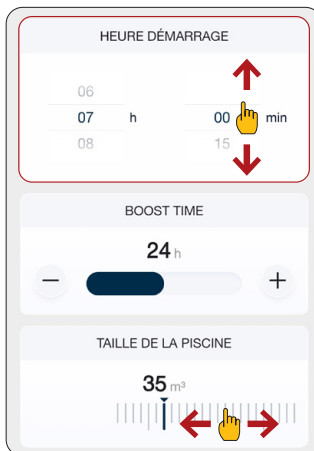 HEURE DÉMARRAGE
06
07 h 00 min
08 15
BOOST TIME
24 h
− +
TAILLE DE LA PISCINE
35 m³